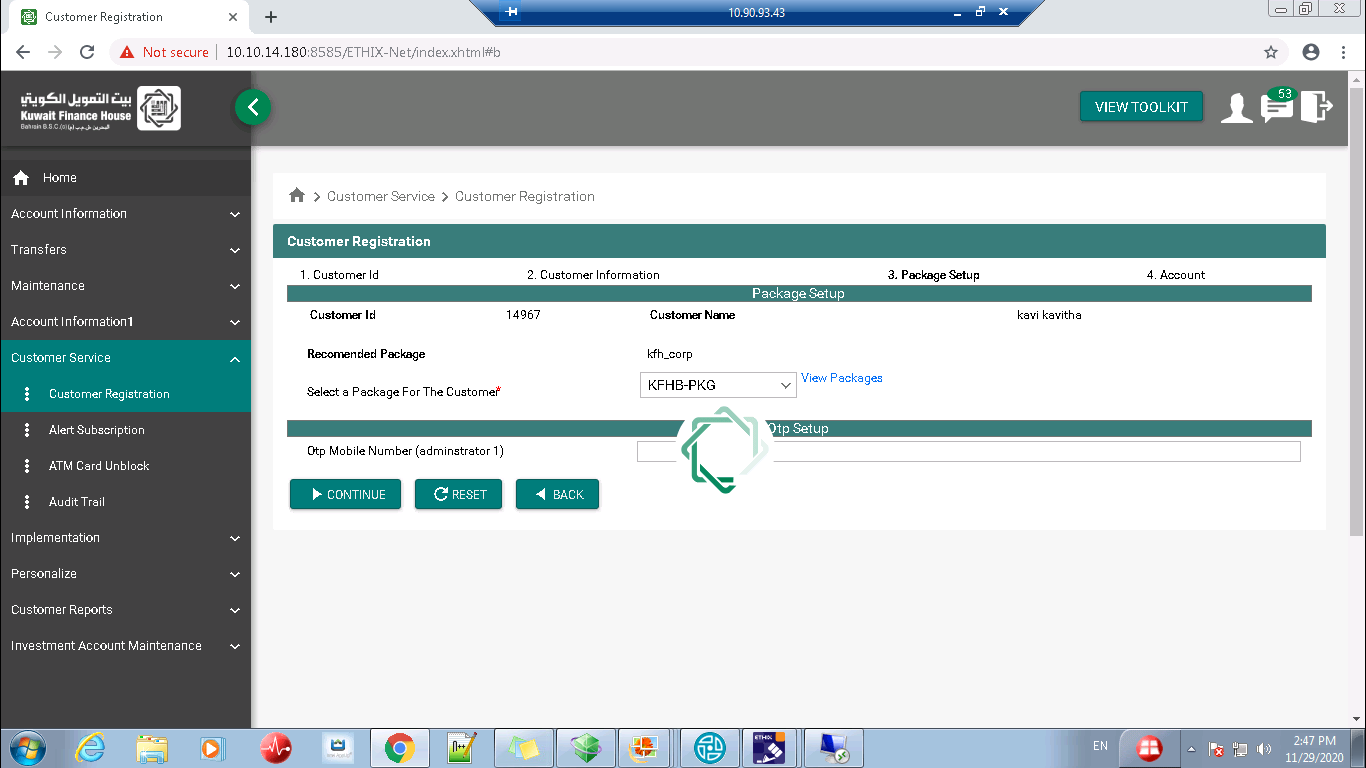 Customer Registration
10.90.93.43
Not secure
10.10.14.180:8585/ETHIX-Net/index.xhtml#b
بيت التمويل الكويتي
Kuwait Finance House
Bahrain B.S.C.(c) البحرين ش.م.ب (م)
VIEW TOOLKIT
53
Home
Account Information
Transfers
Maintenance
Account Information1
Customer Service
Customer Registration
Alert Subscription
ATM Card Unblock
Audit Trail
Implementation
Personalize
Customer Reports
Investment Account Maintenance
Customer Service
Customer Registration
Customer Registration
1. Customer Id
2. Customer Information
3. Package Setup
4. Account
Package Setup
Customer Id
14967
Customer Name
kavi kavitha
Recomended Package
kfh_corp
Select a Package For The Customer*
KFHB-PKG
View Packages
Otp Setup
Otp Mobile Number (adminstrator 1)
CONTINUE
RESET
BACK
ETHIX
EN
2:47 PM
11/29/2020